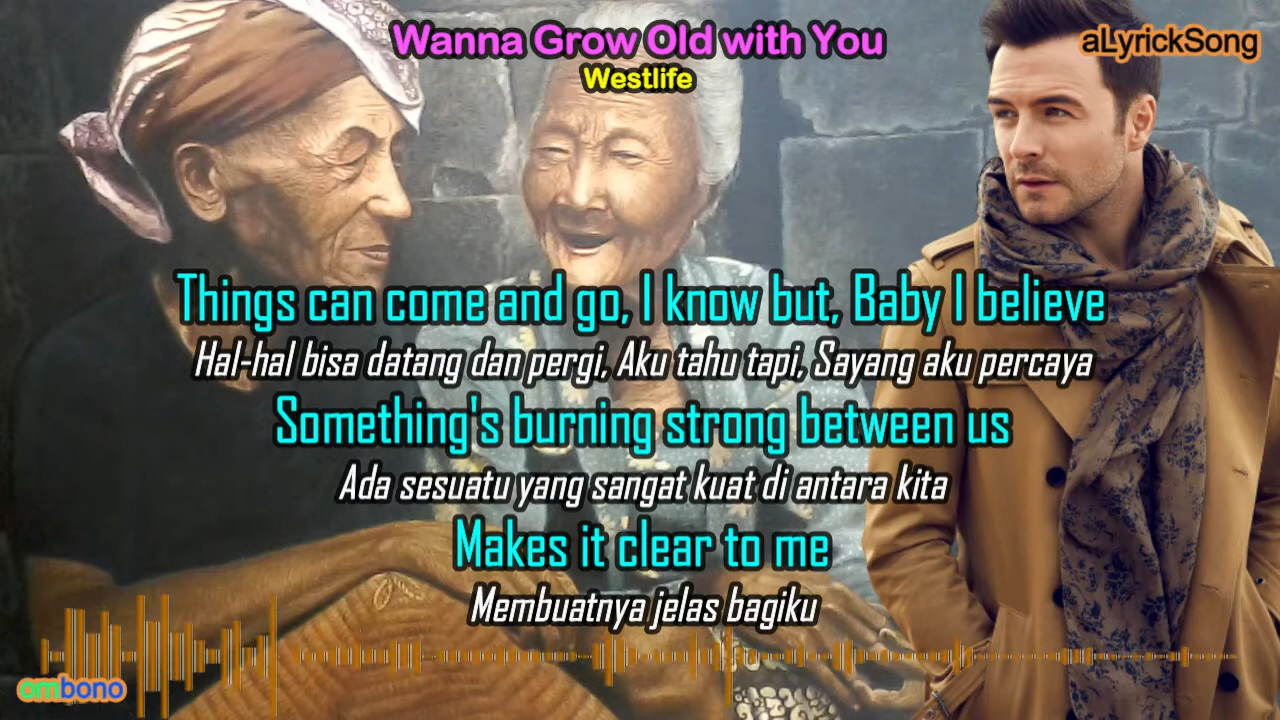 Wanna Grow Old with You
aLyrickSong
Westlife
Things can come and go, I know but, Baby I believe
Hal-hal bisa datang dan pergi, Aku tahu tapi, Sayang aku percaya
Something's burning strong between us
Ada sesuatu yang sangat kuat di antara kita
Makes it clear to me
Membuatnya jelas bagiku
ombono